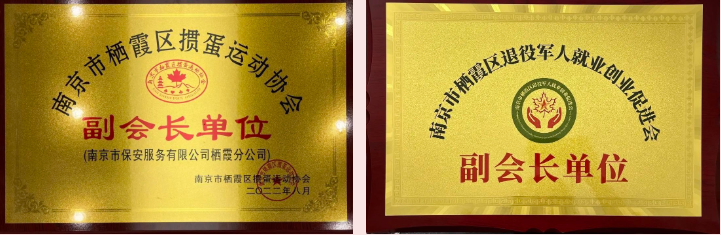 南京市栖霞区掼蛋运动协会
副会长单位
(南京市保安服务有限公司栖霞分公司)
南京市栖霞区掼蛋运动协会
二〇二二年八月
南京市栖霞区退役军人就业创业促进会
副会长单位